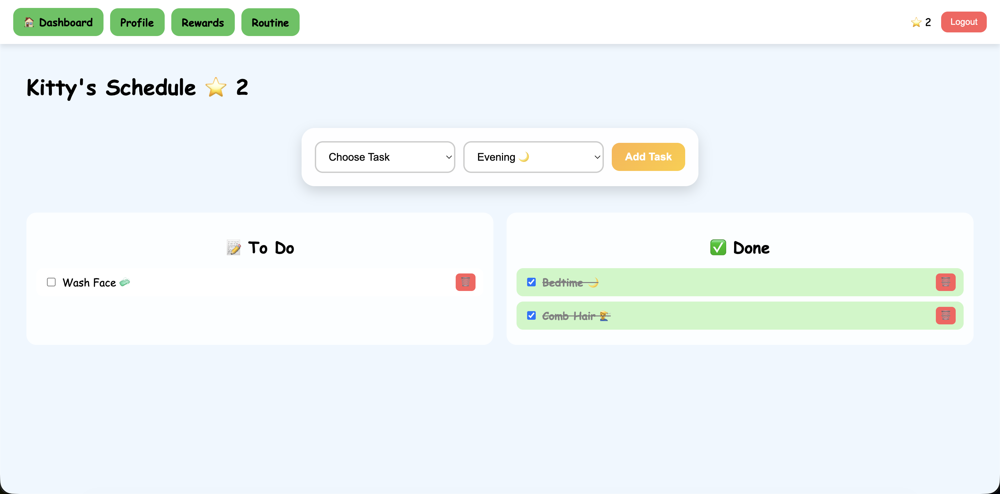 🏠 Dashboard Profile Rewards Routine ⭐ 2 Logout
Kitty's Schedule ⭐ 2
Choose Task Evening 🌙 Add Task
📝 To Do
Wash Face 🧼
✅ Done
Bedtime 🌙
Comb Hair 💇‍♂️